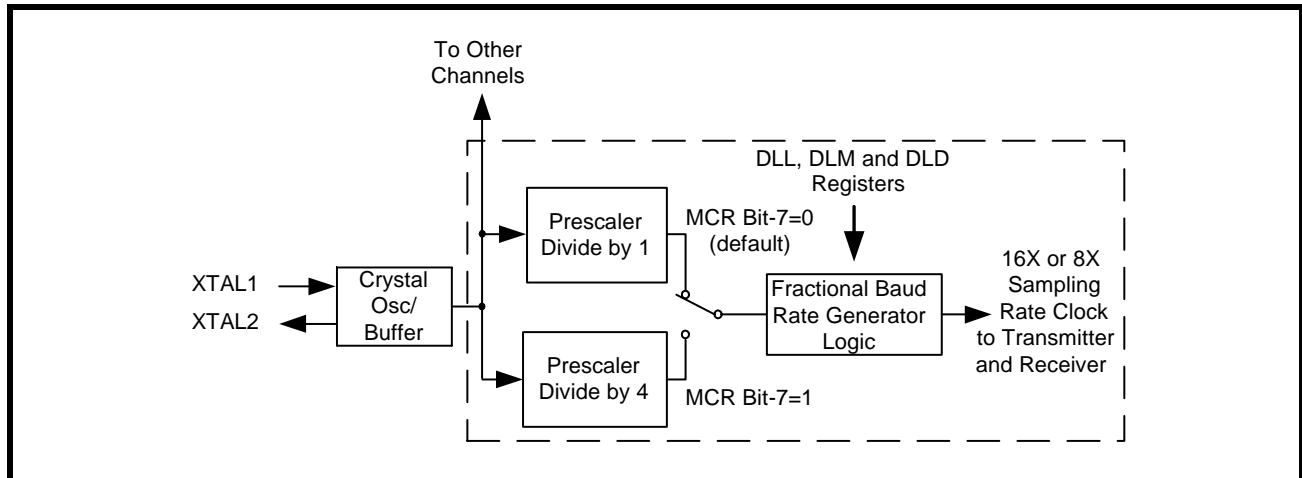 To Other
Channels
DLL, DLM and DLD
Registers
Prescaler
Divide by 1
MCR Bit-7=0
(default)
XTAL1
XTAL2
Crystal
Osc/
Buffer
Fractional Baud
Rate Generator
Logic
16X or 8X
Sampling
Rate Clock
to Transmitter
and Receiver
Prescaler
Divide by 4
MCR Bit-7=1